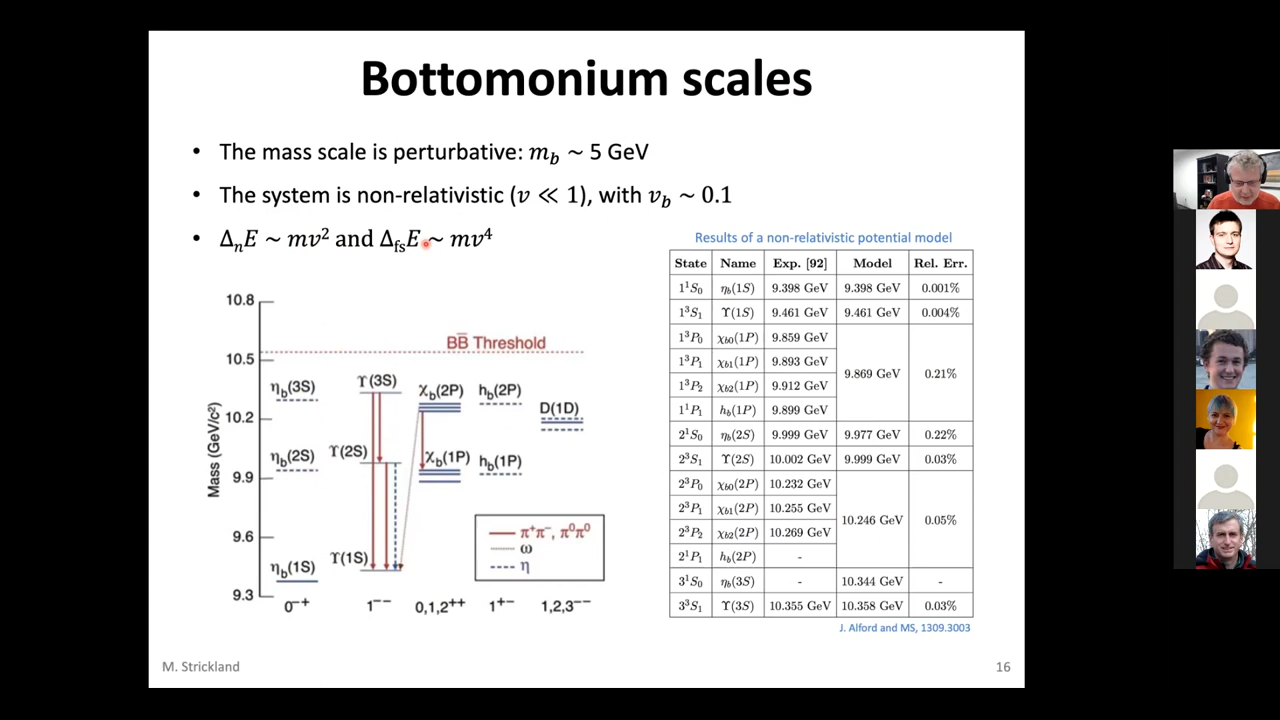 Bottomonium scales
• The mass scale is perturbative: m_b ~ 5 GeV
• The system is non-relativistic (v ≪ 1), with v_b ~ 0.1
• Δ_nE ~ mv² and Δ_fsE ~ mv⁴
10.8
10.5
10.2
9.9
9.6
9.3
Mass (GeV/c²)
BB̄ Threshold
η_b(3S)
ϒ(3S)
χ_b(2P)
h_b(2P)
D(1D)
η_b(2S)
ϒ(2S)
χ_b(1P)
h_b(1P)
η_b(1S)
ϒ(1S)
π⁺π⁻, π⁰π⁰
ω
η
0⁻⁺ 1⁻⁻ 0,1,2⁺⁺ 1⁺⁻ 1,2,3⁻⁻
Results of a non-relativistic potential model
State Name Exp. [92] Model Rel. Err.
1¹S₀ η_b(1S) 9.398 GeV 9.398 GeV 0.001%
1³S₁ ϒ(1S) 9.461 GeV 9.461 GeV 0.004%
1³P₀ χ_b0(1P) 9.859 GeV
1³P₁ χ_b1(1P) 9.893 GeV
9.869 GeV 0.21%
1³P₂ χ_b2(1P) 9.912 GeV
1¹P₁ h_b(1P) 9.899 GeV
2¹S₀ η_b(2S) 9.999 GeV 9.977 GeV 0.22%
2³S₁ ϒ(2S) 10.002 GeV 9.999 GeV 0.03%
2³P₀ χ_b0(2P) 10.232 GeV
2³P₁ χ_b1(2P) 10.255 GeV
10.246 GeV 0.05%
2³P₂ χ_b2(2P) 10.269 GeV
2¹P₁ h_b(2P) -
3¹S₀ η_b(3S) - 10.344 GeV -
3³S₁ ϒ(3S) 10.355 GeV 10.358 GeV 0.03%
J. Alford and MS, 1309.3003
M. Strickland
16